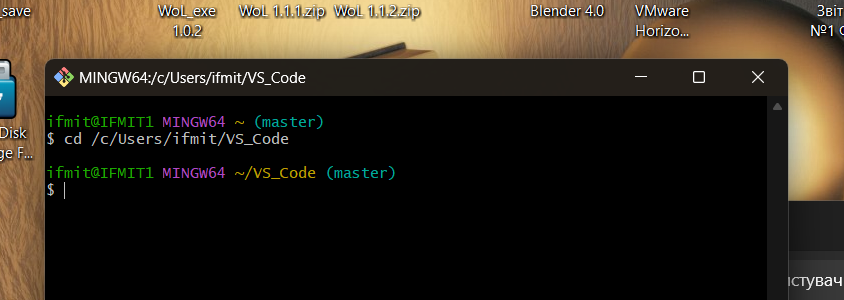 _save
WoL_exe
1.0.2
WoL 1.1.1.zip
WoL 1.1.2.zip
Blender 4.0
VMware
Horizo...
Звіт
№1
Disk
ge F...
MINGW64:/c/Users/ifmit/VS_Code
ifmit@IFMIT1 MINGW64 ~ (master)
$ cd /c/Users/ifmit/VS_Code
ifmit@IFMIT1 MINGW64 ~/VS_Code (master)
$
истувач